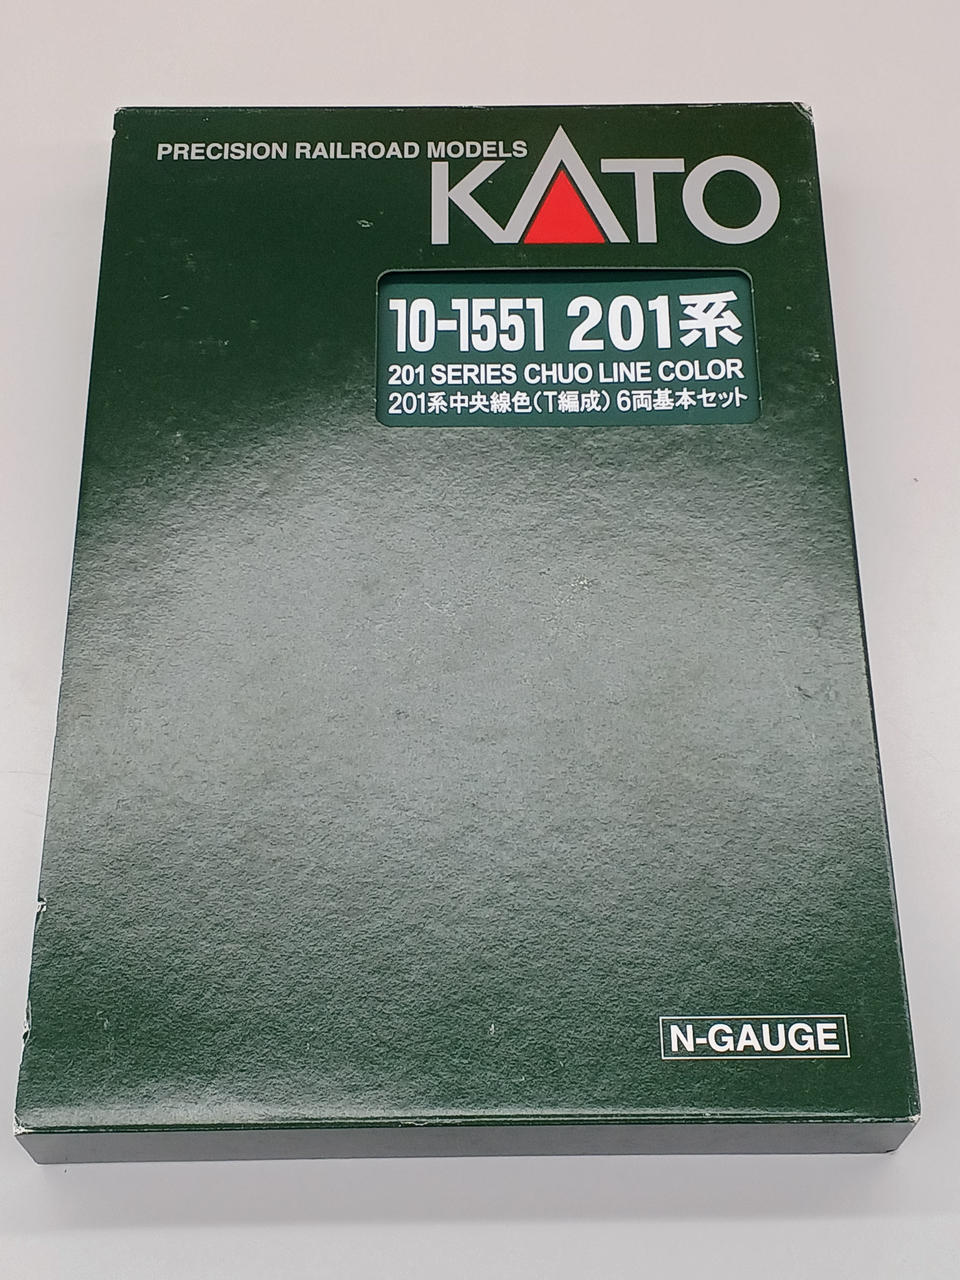 PRECISION RAILROAD MODELS
KATO
10-1551 201系
201 SERIES CHUO LINE COLOR
201系中央線色(T編成) 6両基本セット
N-GAUGE